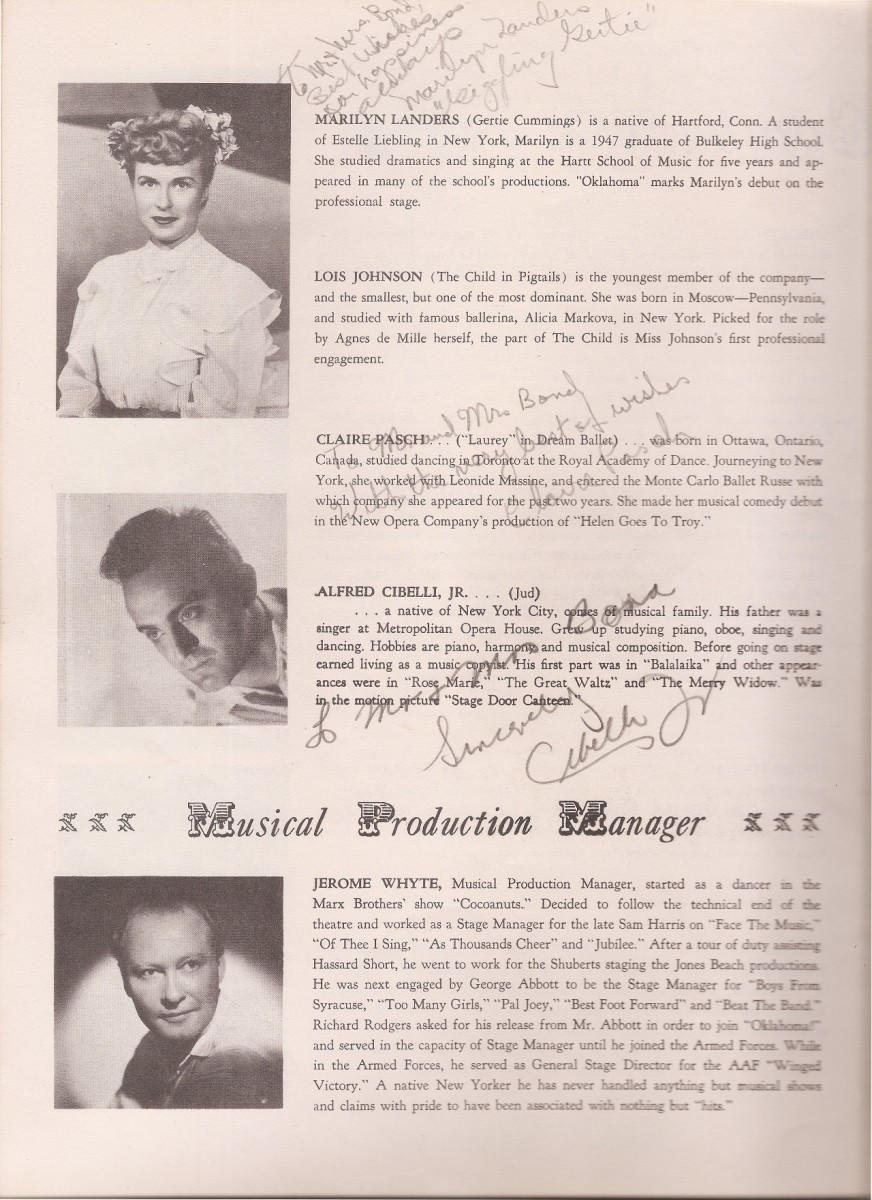 To Mr & Mrs. Bond,
Best Wishes
for happiness
always
Marilyn Landers
"Giggling Gertie"
MARILYN LANDERS (Gertie Cummings) is a native of Hartford, Conn. A student
of Estelle Liebling in New York, Marilyn is a 1947 graduate of Bulkeley High School.
She studied dramatics and singing at the Hartt School of Music for five years and ap-
peared in many of the school's productions. "Oklahoma" marks Marilyn's debut on the
professional stage.
LOIS JOHNSON (The Child in Pigtails) is the youngest member of the company—
and the smallest, but one of the most dominant. She was born in Moscow—Pennsylvania,
and studied with famous ballerina, Alicia Markova, in New York. Picked for the role
by Agnes de Mille herself, the part of The Child is Miss Johnson's first professional
engagement.
To Mr and Mrs Bond
With the very best of wishes
Claire Pasch
CLAIRE PASCH . . . ("Laurey" in Dream Ballet) . . . was born in Ottawa, Ontario,
Canada, studied dancing in Toronto at the Royal Academy of Dance. Journeying to New
York, she worked with Leonide Massine, and entered the Monte Carlo Ballet Russe with
which company she appeared for the past two years. She made her musical comedy debut
in the New Opera Company's production of "Helen Goes To Troy."
ALFRED CIBELLI, JR. . . . (Jud)
. . . a native of New York City, comes of musical family. His father was a
singer at Metropolitan Opera House. Grew up studying piano, oboe, singing and
dancing. Hobbies are piano, harmony and musical composition. Before going on stage
earned living as a music copyist. His first part was in "Balalaika" and other appear-
ances were in "Rose Marie," "The Great Waltz" and "The Merry Widow." Was
in the motion picture "Stage Door Canteen."
To Mr & Mrs Bond
Sincerely
Cibelli Jr
Musical Production Manager
JEROME WHYTE, Musical Production Manager, started as a dancer in the
Marx Brothers' show "Cocoanuts." Decided to follow the technical end of the
theatre and worked as a Stage Manager for the late Sam Harris on "Face The Music,"
"Of Thee I Sing," "As Thousands Cheer" and "Jubilee." After a tour of duty assisting
Hassard Short, he went to work for the Shuberts staging the Jones Beach productions.
He was next engaged by George Abbott to be the Stage Manager for "Boys From
Syracuse," "Too Many Girls," "Pal Joey," "Best Foot Forward" and "Beat The Band."
Richard Rodgers asked for his release from Mr. Abbott in order to join "Oklahoma!"
and served in the capacity of Stage Manager until he joined the Armed Forces. While
in the Armed Forces, he served as General Stage Director for the AAF "Winged
Victory." A native New Yorker he has never handled anything but musical shows
and claims with pride to have been associated with nothing but "hits."